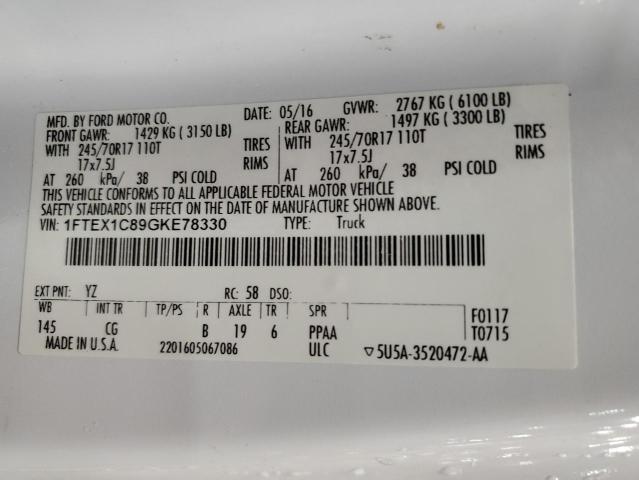 MFD. BY FORD MOTOR CO. DATE: 05/16 GVWR: 2767 KG ( 6100 LB)
FRONT GAWR: 1429 KG ( 3150 LB) REAR GAWR: 1497 KG ( 3300 LB)
WITH 245/70R17 110T TIRES WITH 245/70R17 110T TIRES
17x7.5J RIMS 17x7.5J RIMS
AT 260 kPa/ 38 PSI COLD AT 260 kPa/ 38 PSI COLD
THIS VEHICLE CONFORMS TO ALL APPLICABLE FEDERAL MOTOR VEHICLE
SAFETY STANDARDS IN EFFECT ON THE DATE OF MANUFACTURE SHOWN ABOVE.
VIN: 1FTEX1C89GKE78330 TYPE: Truck
EXT PNT: YZ RC: 58 DSO:
WB INT TR TP/PS R AXLE TR SPR F0117
145 CG B 19 6 PPAA T0715
MADE IN U.S.A. 2201605067086 ULC ▽5U5A-3520472-AA